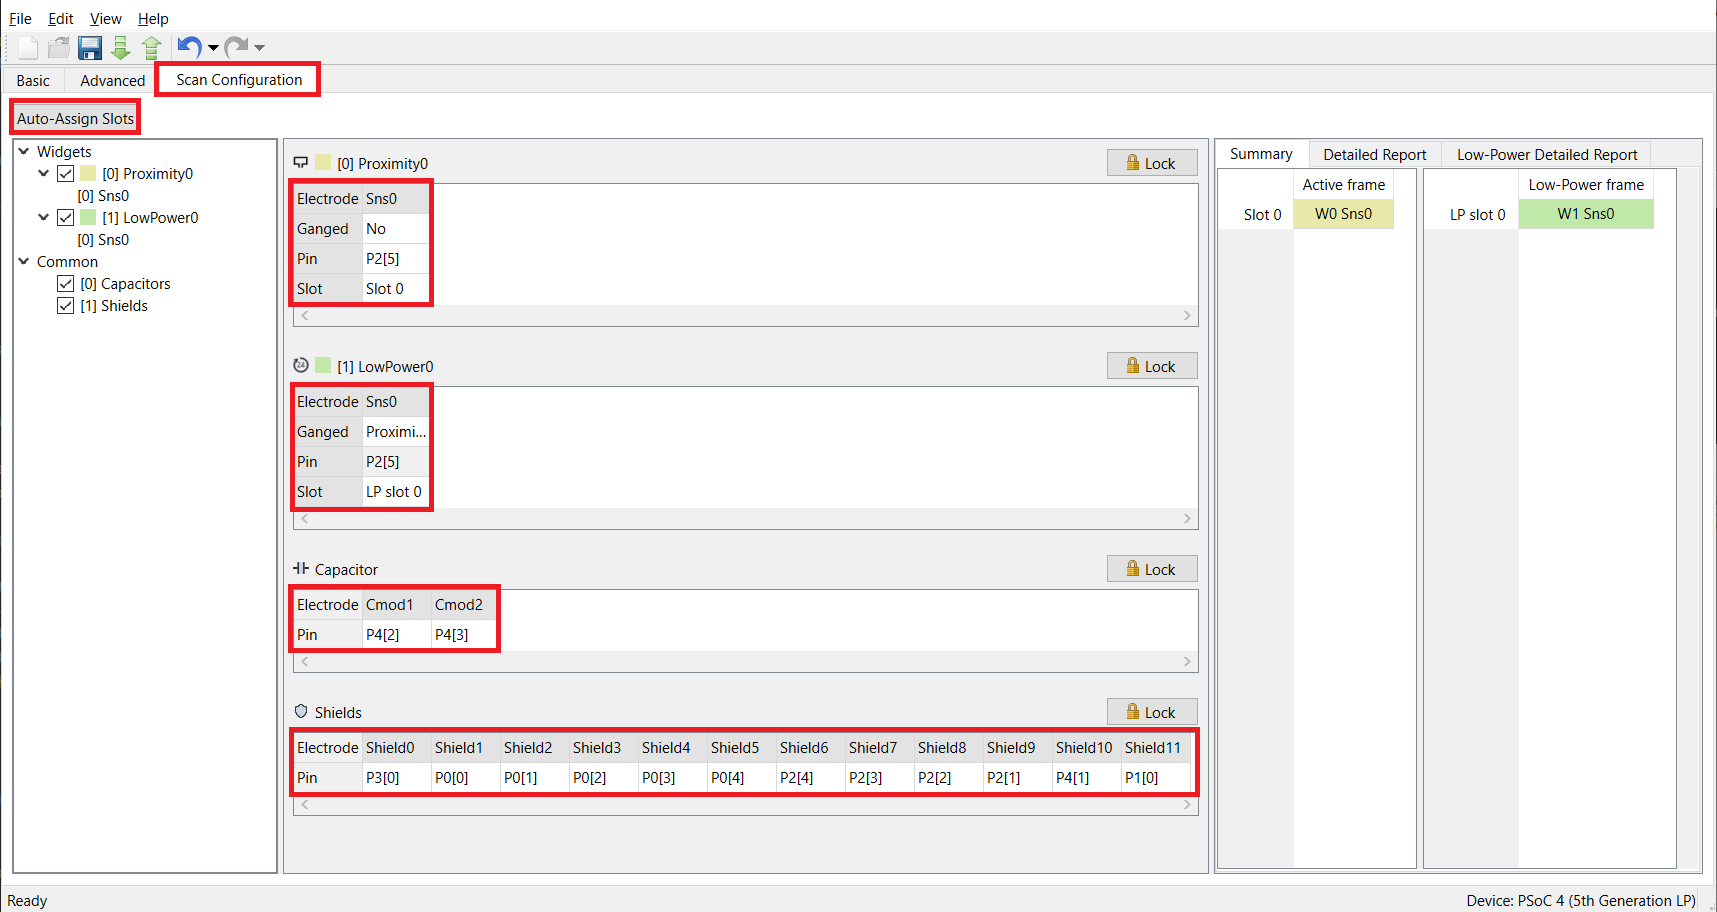 File Edit View Help
Basic Advanced Scan Configuration
Auto-Assign Slots
Widgets
[0] Proximity0
[0] Sns0
[1] LowPower0
[0] Sns0
Common
[0] Capacitors
[1] Shields
[0] Proximity0 Lock
Electrode Sns0
Ganged No
Pin P2[5]
Slot Slot 0
24 [1] LowPower0 Lock
Electrode Sns0
Ganged Proximi...
Pin P2[5]
Slot LP slot 0
Capacitor Lock
Electrode Cmod1 Cmod2
Pin P4[2] P4[3]
Shields Lock
Electrode Shield0 Shield1 Shield2 Shield3 Shield4 Shield5 Shield6 Shield7 Shield8 Shield9 Shield10 Shield11
Pin P3[0] P0[0] P0[1] P0[2] P0[3] P0[4] P2[4] P2[3] P2[2] P2[1] P4[1] P1[0]
Summary Detailed Report Low-Power Detailed Report
Active frame
Slot 0 W0 Sns0
Low-Power frame
LP slot 0 W1 Sns0
Ready Device: PSoC 4 (5th Generation LP)